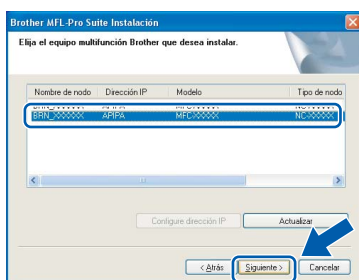 Brother MFL-Pro Suite Instalación
Elija el equipo multifunción Brother que desea instalar.
Nombre de nodo Dirección IP Modelo Tipo de nodo
BRN_XXXXXX APIPA MFC-XXXXX NC-XXXXX
Configure dirección IP Actualizar
< Atrás Siguiente > Cancelar